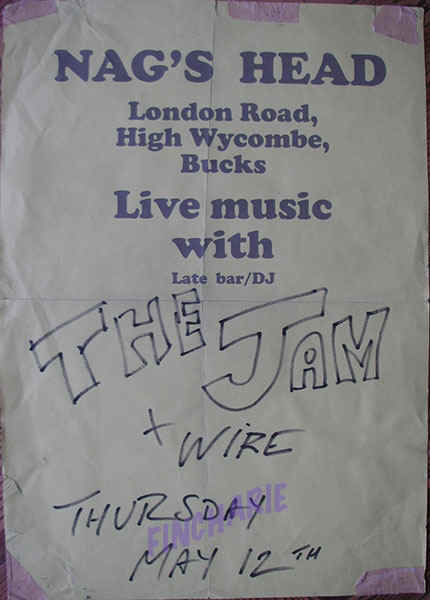 NAG'S HEAD
London Road,
High Wycombe,
Bucks
Live music
with
Late bar/DJ
THE JAM
+ WIRE
THURSDAY
MAY 12TH